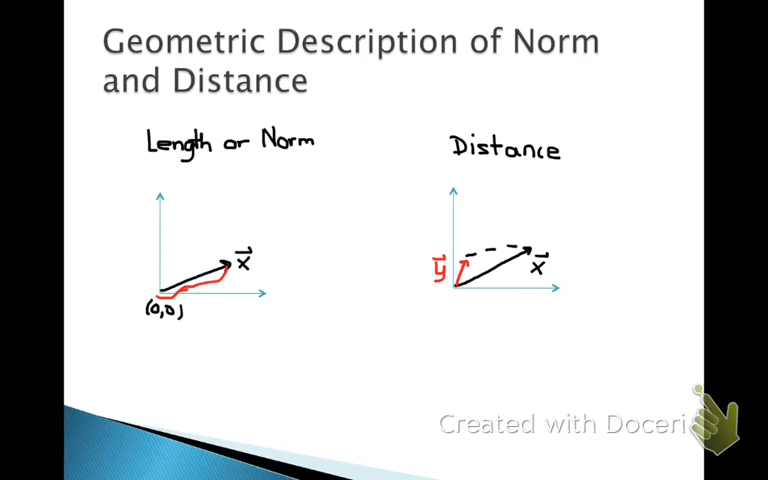 Geometric Description of Norm
and Distance
Length or Norm
Distance
x⃗
(0,0)
y⃗
x⃗
Created with Doceri